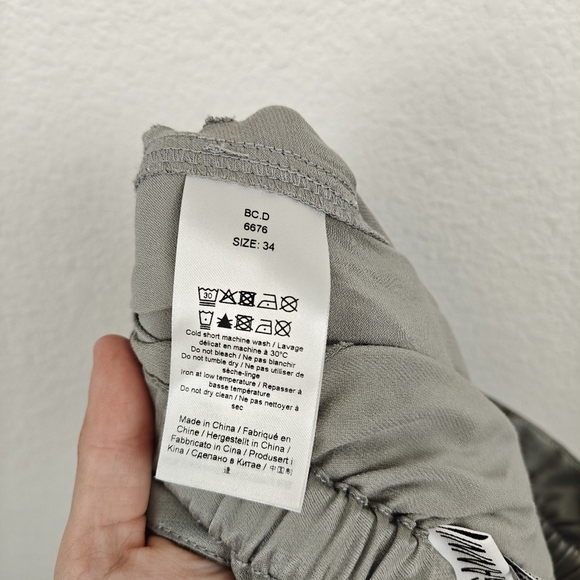 BC.D
6676
SIZE: 34
30
Cold short machine wash / Lavage
délicat en machine à 30°C
Do not bleach / Ne pas blanchir
Do not tumble dry / Ne pas utiliser de
sèche-linge
Iron at low temperature / Repasser à
basse température
Do not dry clean / Ne pas nettoyer à
sec
Made in China / Fabriqué en
Chine / Hergestellt in China /
Fabbricato in Cina / Produsert i
Kina / Сделано в Китае / 中国制
造